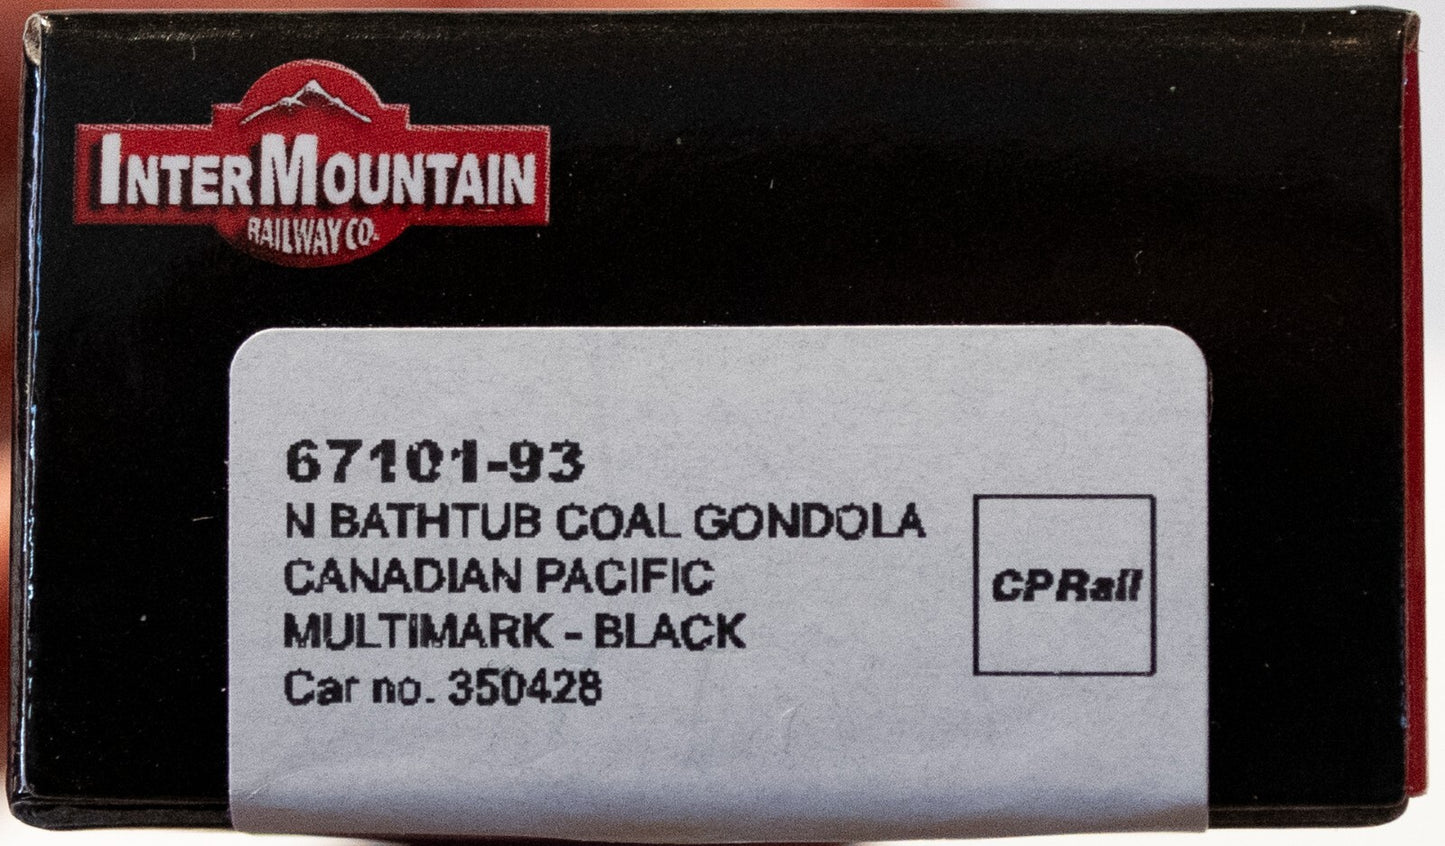 INTERMOUNTAIN
RAILWAY CO.
67101-93
N BATHTUB COAL GONDOLA
CANADIAN PACIFIC
MULTIMARK - BLACK
Car no. 350428
CPRail